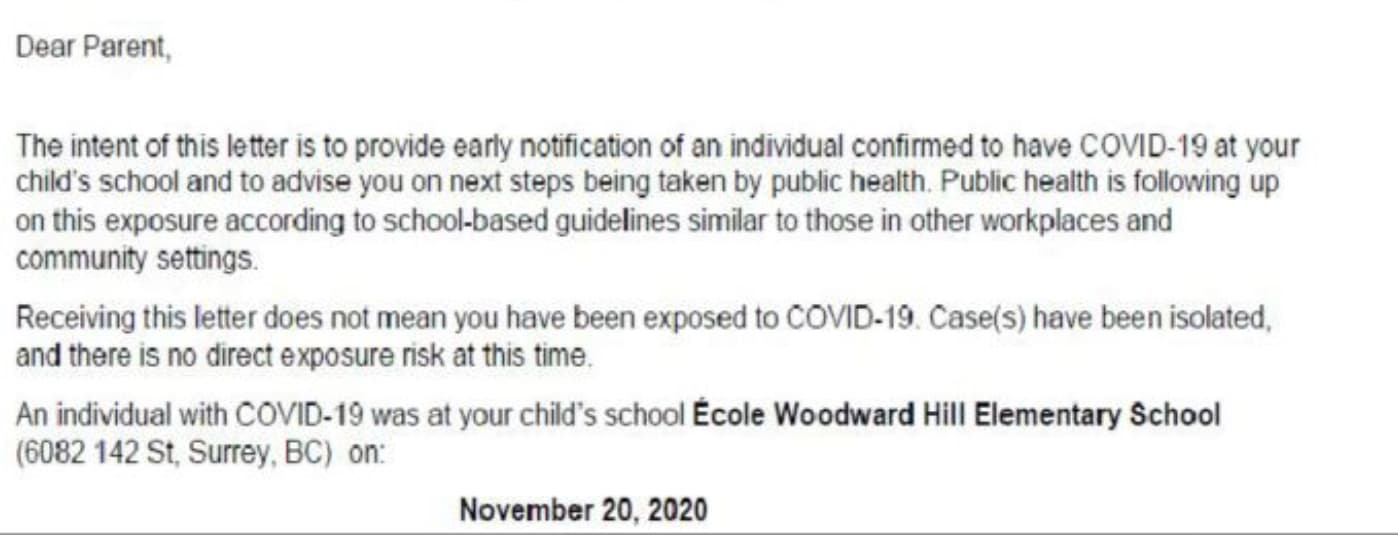 Dear Parent,
The intent of this letter is to provide early notification of an individual confirmed to have COVID-19 at your
child's school and to advise you on next steps being taken by public health. Public health is following up
on this exposure according to school-based guidelines similar to those in other workplaces and
community settings.
Receiving this letter does not mean you have been exposed to COVID-19. Case(s) have been isolated,
and there is no direct exposure risk at this time.
An individual with COVID-19 was at your child's school École Woodward Hill Elementary School
(6082 142 St, Surrey, BC) on:
November 20, 2020